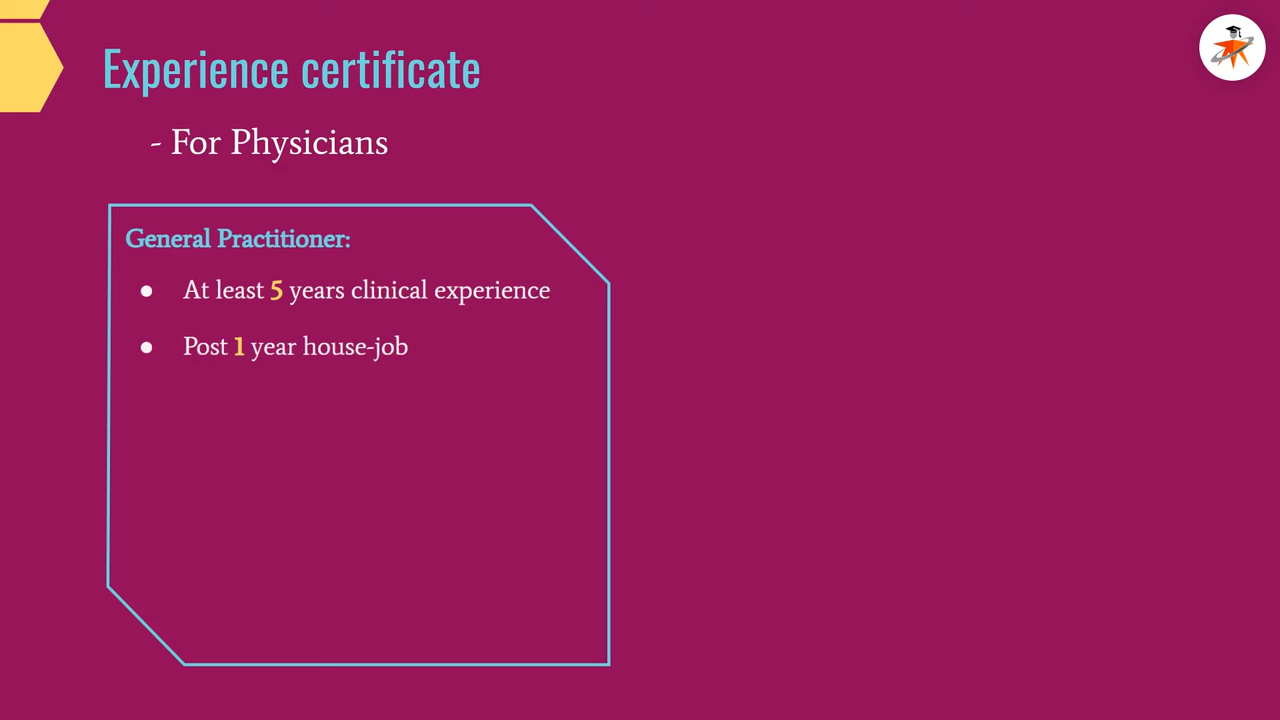 Experience certificate
- For Physicians
General Practitioner:
● At least 5 years clinical experience
● Post 1 year house-job